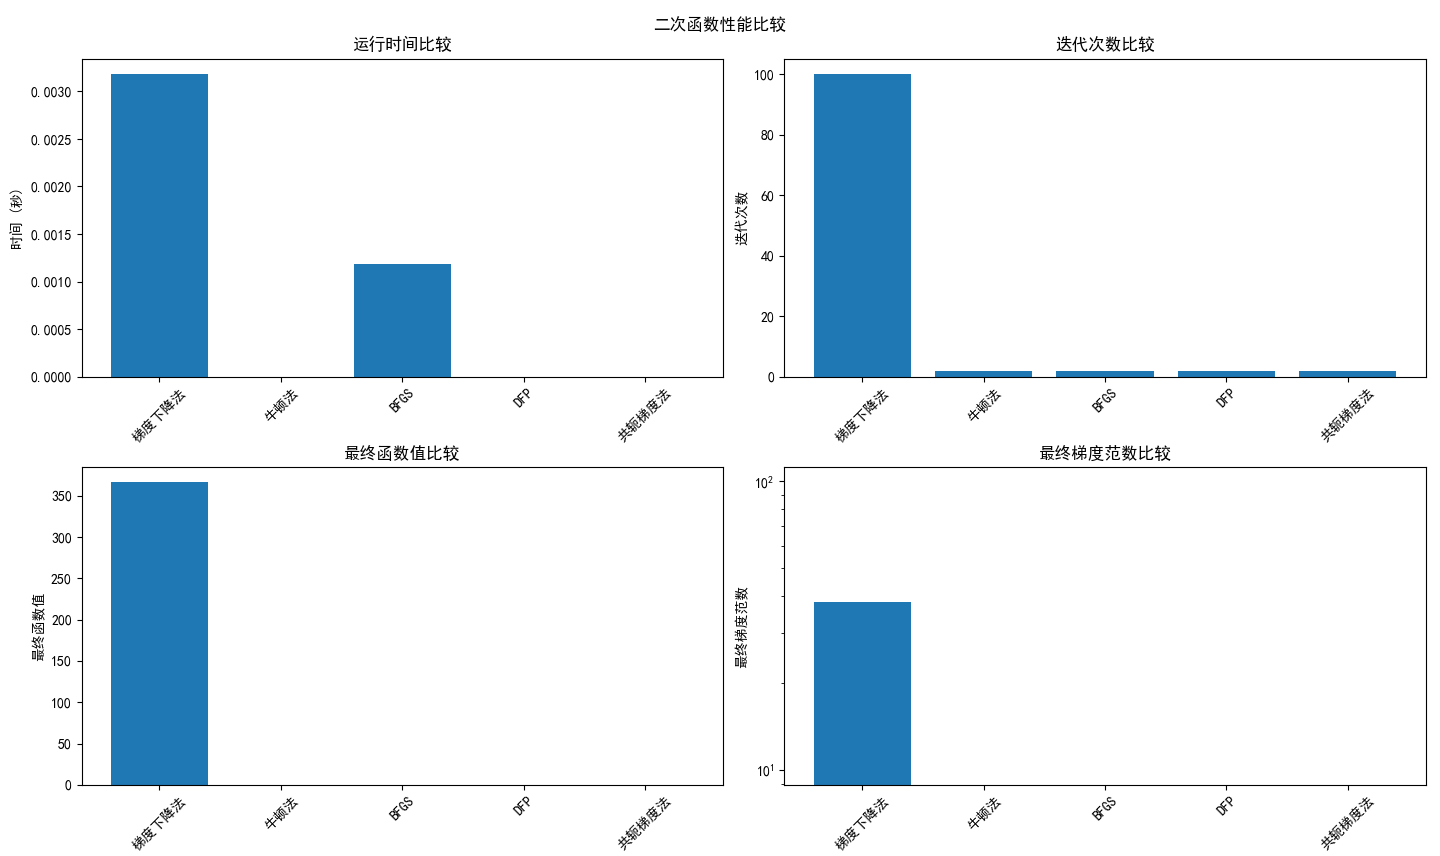 二次函数性能比较
运行时间比较
时间（秒）
0.0030
0.0025
0.0020
0.0015
0.0010
0.0005
0.0000
梯度下降法
牛顿法
BFGS
DFP
共轭梯度法
迭代次数比较
迭代次数
100
80
60
40
20
0
梯度下降法
牛顿法
BFGS
DFP
共轭梯度法
最终函数值比较
最终函数值
350
300
250
200
150
100
50
0
梯度下降法
牛顿法
BFGS
DFP
共轭梯度法
最终梯度范数比较
最终梯度范数
10²
10¹
梯度下降法
牛顿法
BFGS
DFP
共轭梯度法